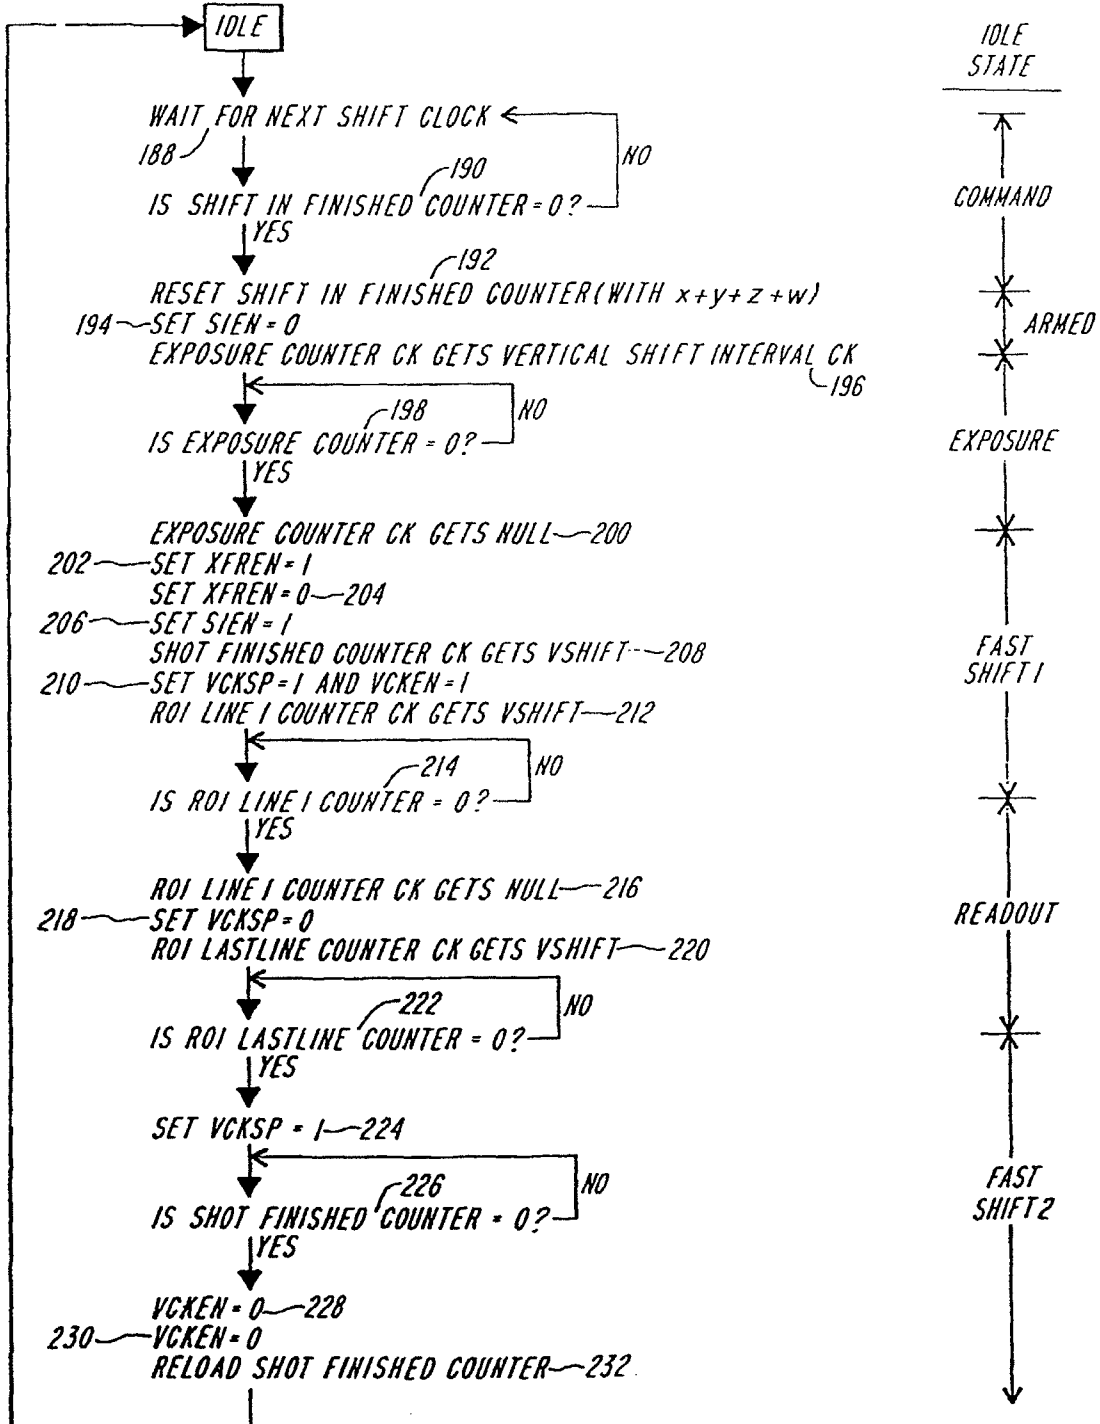 IDLE
IDLE
STATE
WAIT FOR NEXT SHIFT CLOCK
188
NO
190
COMMAND
IS SHIFT IN FINISHED COUNTER = 0?
YES
192
RESET SHIFT IN FINISHED COUNTER (WITH x+y+z+w)
194 SET SIEN = 0
ARMED
EXPOSURE COUNTER CK GETS VERTICAL SHIFT INTERVAL CK
196
198
NO
IS EXPOSURE COUNTER = 0?
EXPOSURE
YES
EXPOSURE COUNTER CK GETS NULL 200
202 SET XFREN = 1
SET XFREN = 0 204
206 SET SIEN = 1
SHOT FINISHED COUNTER CK GETS VSHIFT 208
FAST
SHIFT 1
210 SET VCKSP = 1 AND VCKEN = 1
ROI LINE 1 COUNTER CK GETS VSHIFT 212
214
NO
IS ROI LINE 1 COUNTER = 0?
YES
ROI LINE 1 COUNTER CK GETS NULL 216
218 SET VCKSP = 0
READOUT
ROI LASTLINE COUNTER CK GETS VSHIFT 220
222
NO
IS ROI LASTLINE COUNTER = 0?
YES
SET VCKSP = 1 224
226
NO
FAST
SHIFT 2
IS SHOT FINISHED COUNTER = 0?
YES
VCKEN = 0 228
230 VCKEN = 0
RELOAD SHOT FINISHED COUNTER 232